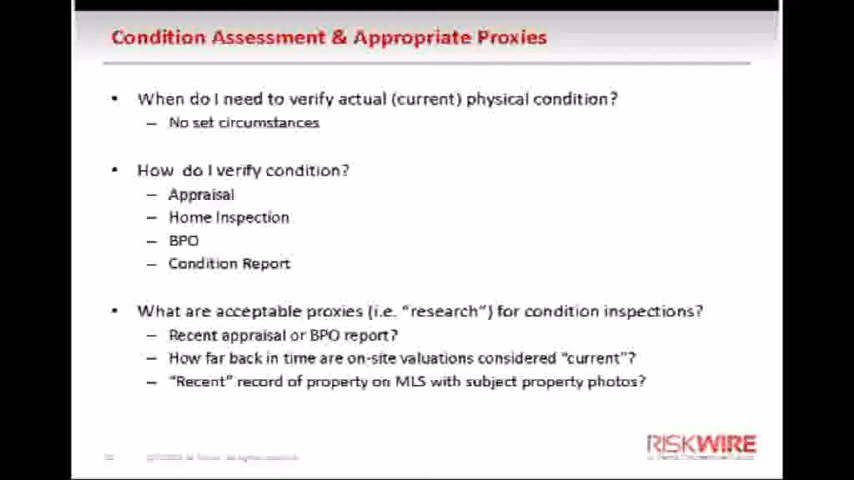 Condition Assessment & Appropriate Proxies
• When do I need to verify actual (current) physical condition?
– No set circumstances
• How do I verify condition?
– Appraisal
– Home Inspection
– BPO
– Condition Report
• What are acceptable proxies (i.e. “research”) for condition inspections?
– Recent appraisal or BPO report?
– How far back in time are on-site valuations considered “current”?
– “Recent” record of property on MLS with subject property photos?
RISKWIRE